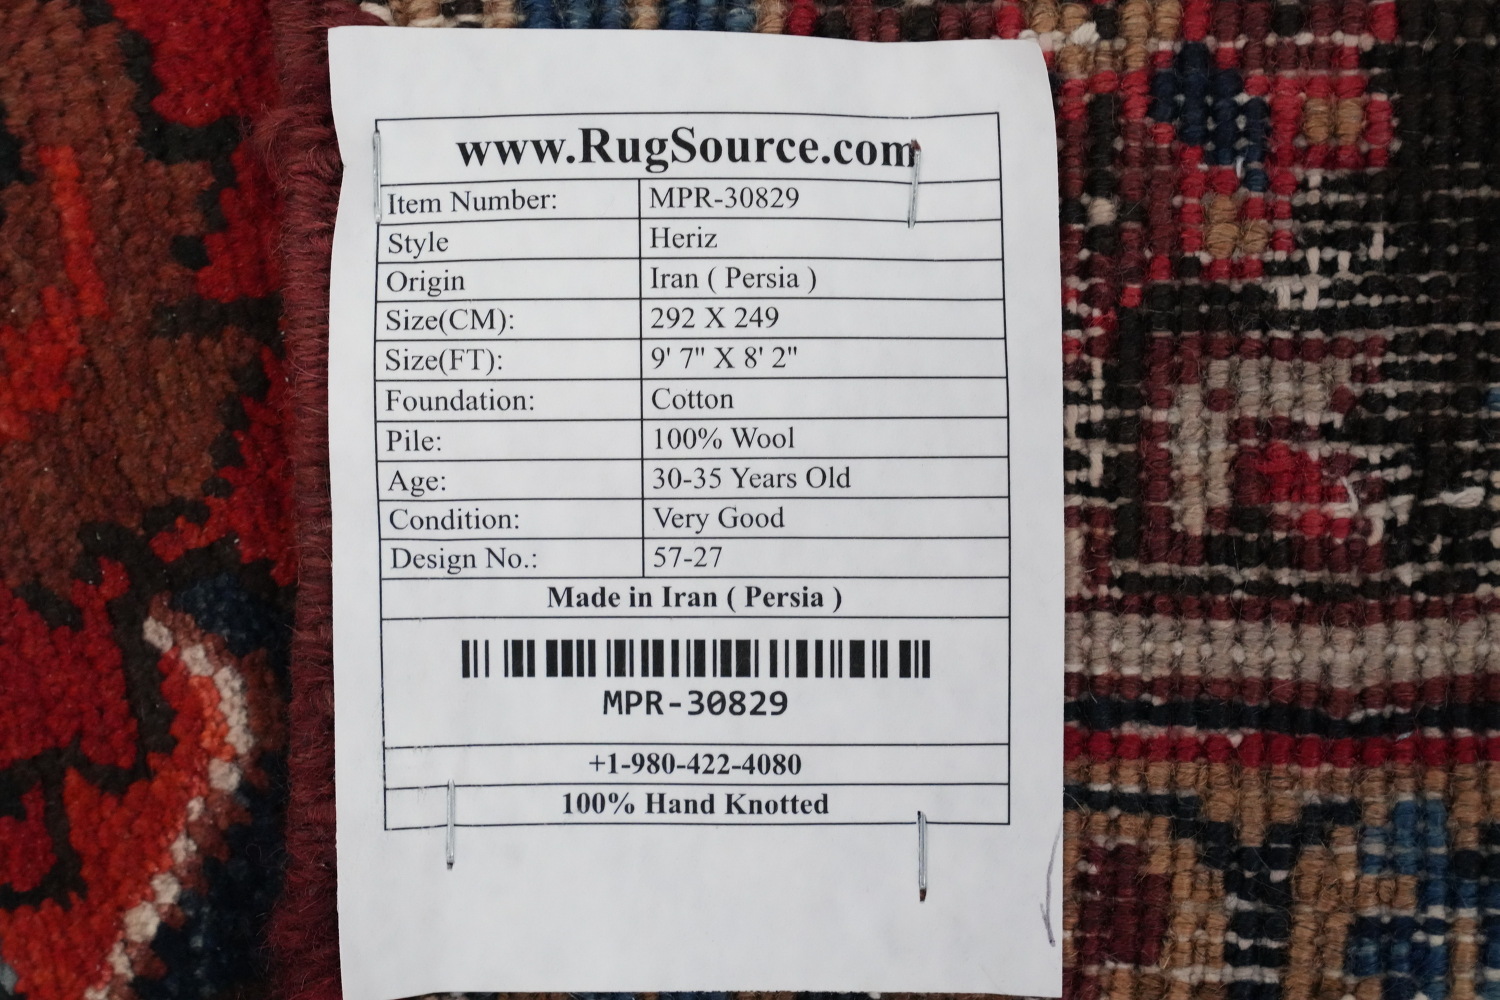 www.RugSource.com
Item Number: MPR-30829
Style Heriz
Origin Iran ( Persia )
Size(CM): 292 X 249
Size(FT): 9' 7" X 8' 2"
Foundation: Cotton
Pile: 100% Wool
Age: 30-35 Years Old
Condition: Very Good
Design No.: 57-27
Made in Iran ( Persia )
MPR-30829
+1-980-422-4080
100% Hand Knotted